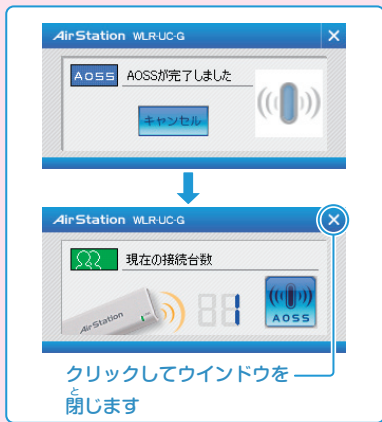 AirStation WLR-UC-G
AOSS AOSSが完了しました
キャンセル
AirStation WLR-UC-G
現在の接続台数
AirStation
1
AOSS
クリックしてウインドウを
と
閉じます